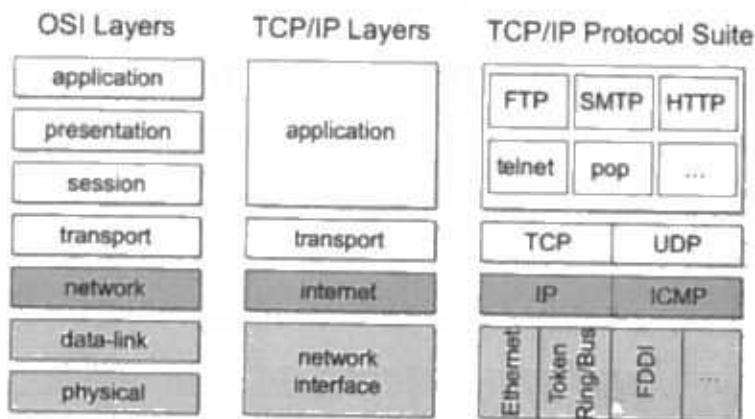 OSI Layers
application
presentation
session
transport
network
data-link
physical
TCP/IP Layers
application
transport
internet
network
interface
TCP/IP Protocol Suite
FTP SMTP HTTP
telnet pop ...
TCP UDP
IP ICMP
Ethernet
Token
Ring/Bus
FDDI
...